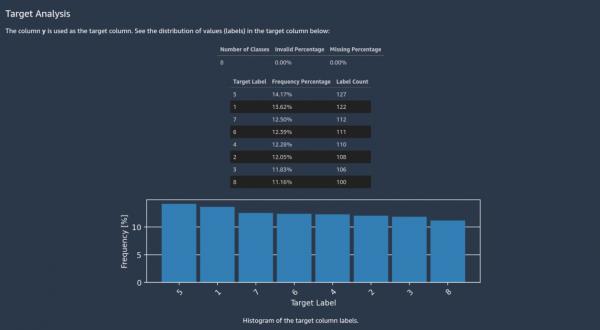 Target Analysis
The column y is used as the target column. See the distribution of values (labels) in the target column below:
Number of Classes Invalid Percentage Missing Percentage
8 0.00% 0.00%
Target Label Frequency Percentage Label Count
5 14.17% 127
1 13.62% 122
7 12.50% 112
6 12.39% 111
4 12.28% 110
2 12.05% 108
3 11.83% 106
8 11.16% 100
Frequency [%]
10
5
0
5 1 7 6 4 2 3 8
Target Label
Histogram of the target column labels.